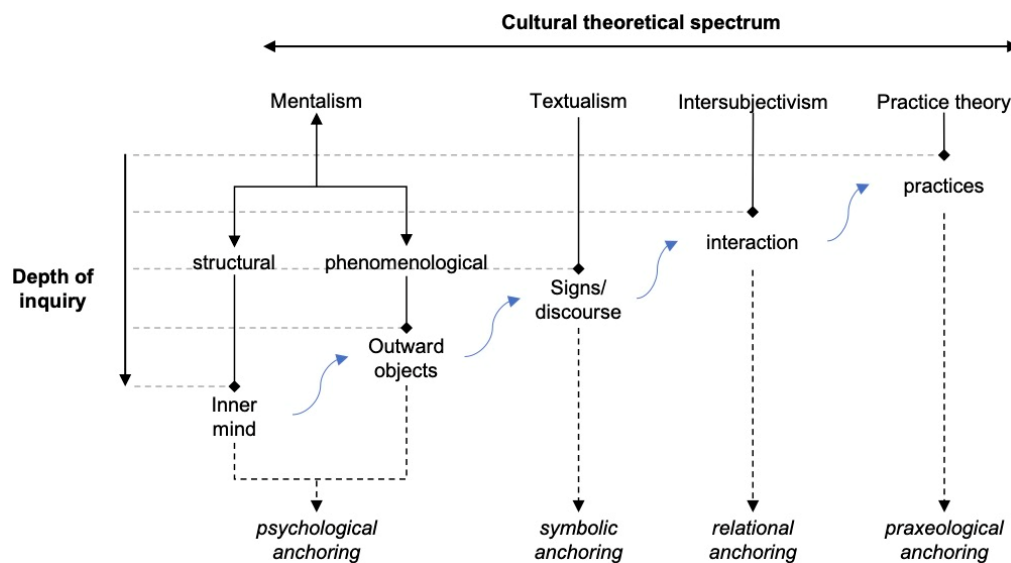 Cultural theoretical spectrum
Mentalism
Textualism
Intersubjectivism
Practice theory
practices
interaction
structural
phenomenological
Depth of
inquiry
Signs/
discourse
Outward
objects
Inner
mind
psychological
anchoring
symbolic
anchoring
relational
anchoring
praxeological
anchoring